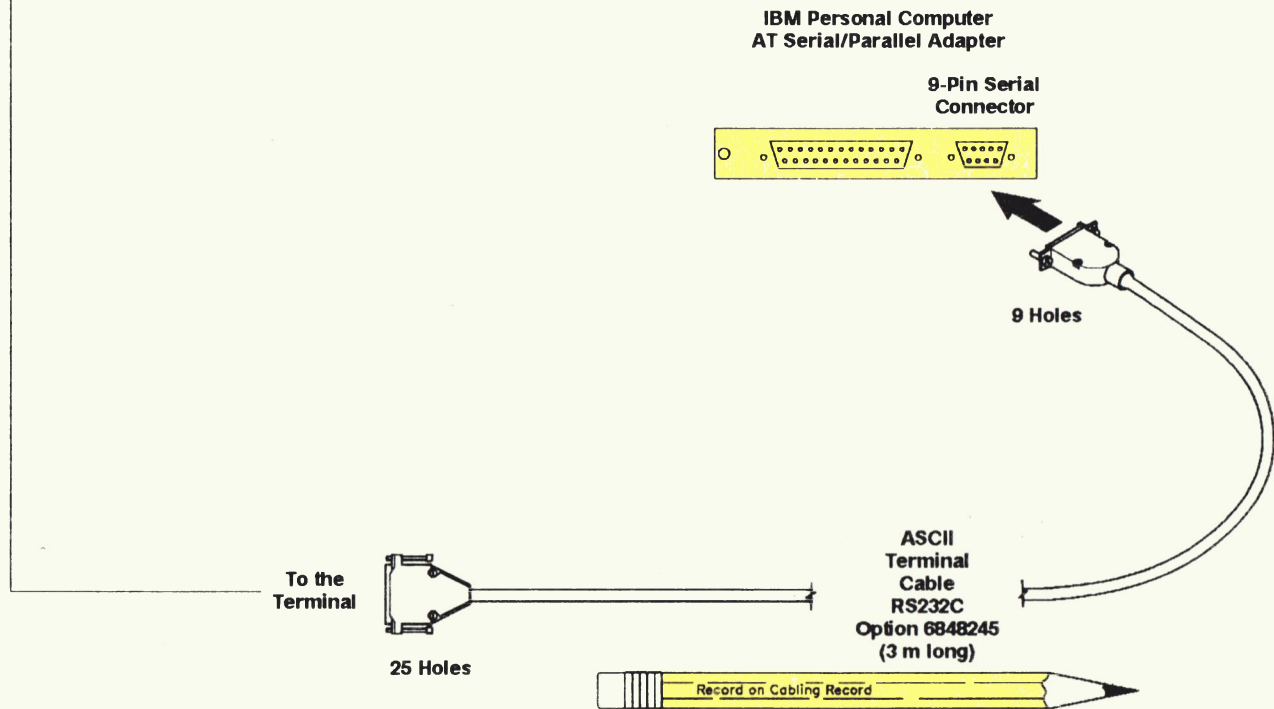 IBM Personal Computer
AT Serial/Parallel Adapter
9-Pin Serial
Connector
9 Holes
To the
Terminal
25 Holes
ASCII
Terminal
Cable
RS232C
Option 6848245
(3 m long)
Record on Cabling Record